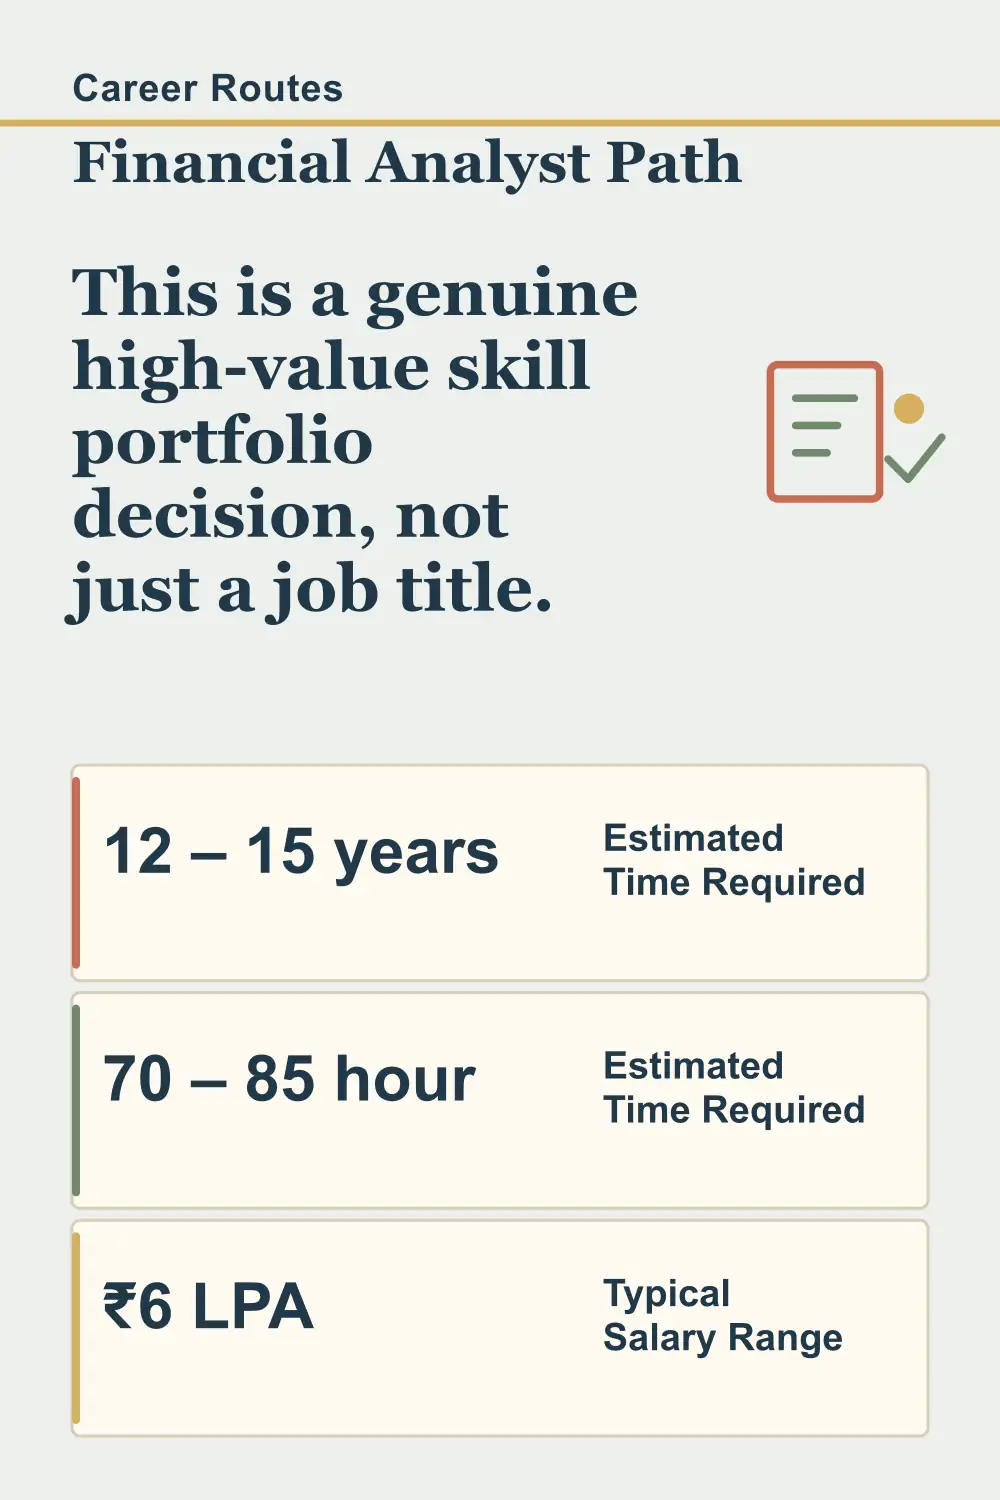 Career Routes
Financial Analyst Path
This is a genuine
high-value skill
portfolio
decision, not
just a job title.
12 – 15 years
Estimated
Time Required
70 – 85 hour
Estimated
Time Required
₹6 LPA
Typical
Salary Range